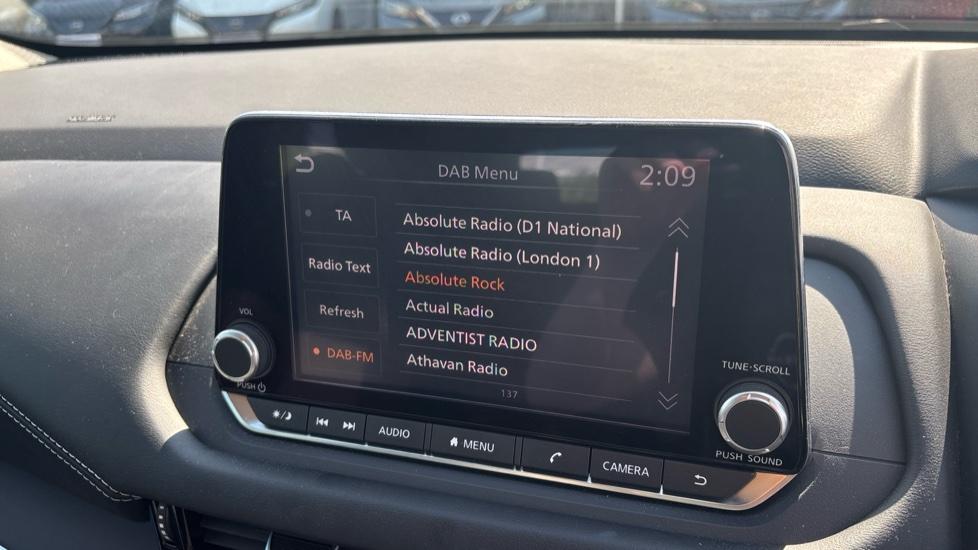 DAB Menu
2:09
TA
Radio Text
Refresh
DAB-FM
Absolute Radio (D1 National)
Absolute Radio (London 1)
Absolute Rock
Actual Radio
ADVENTIST RADIO
Athavan Radio
137
VOL
PUSH
TUNE·SCROLL
PUSH SOUND
AUDIO
MENU
CAMERA